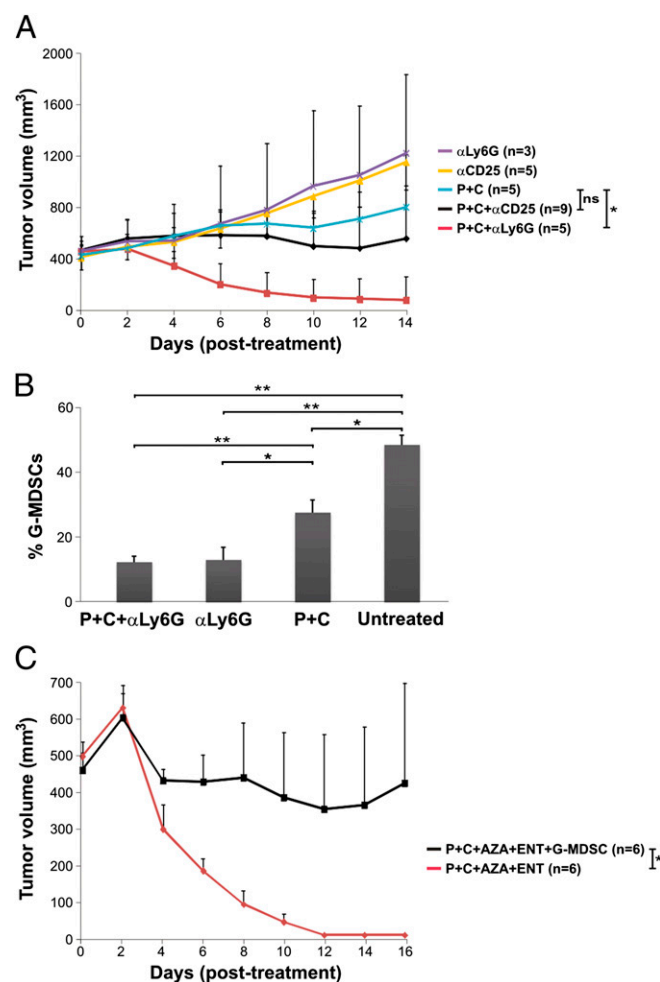 A
Tumor volume (mm³)
2000
1600
1200
800
400
0
0 2 4 6 8 10 12 14
Days (post-treatment)
αLy6G (n=3)
αCD25 (n=5)
P+C (n=5)
P+C+αCD25 (n=9)
P+C+αLy6G (n=5)
ns
*
B
% G-MDSCs
60
40
20
0
**
**
** *
*
P+C+αLy6G αLy6G P+C Untreated
C
Tumor volume (mm³)
700
600
500
400
300
200
100
0
0 2 4 6 8 10 12 14 16
Days (post-treatment)
P+C+AZA+ENT+G-MDSC (n=6)
P+C+AZA+ENT (n=6)
*